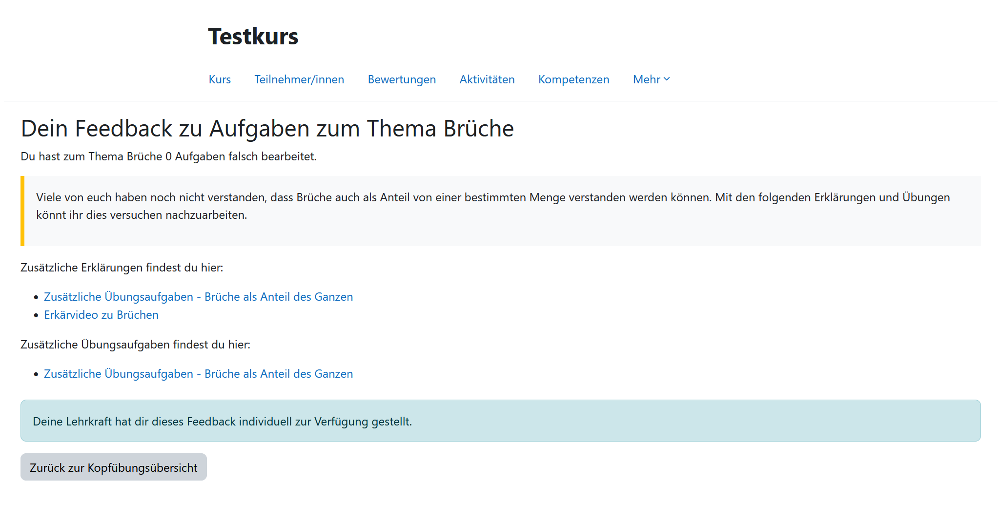 Testkurs
Kurs Teilnehmer/innen Bewertungen Aktivitäten Kompetenzen Mehr
Dein Feedback zu Aufgaben zum Thema Brüche
Du hast zum Thema Brüche 0 Aufgaben falsch bearbeitet.
Viele von euch haben noch nicht verstanden, dass Brüche auch als Anteil von einer bestimmten Menge verstanden werden können. Mit den folgenden Erklärungen und Übungen
könnt ihr dies versuchen nachzuarbeiten.
Zusätzliche Erklärungen findest du hier:
• Zusätzliche Übungsaufgaben - Brüche als Anteil des Ganzen
• Erkärvideo zu Brüchen
Zusätzliche Übungsaufgaben findest du hier:
• Zusätzliche Übungsaufgaben - Brüche als Anteil des Ganzen
Deine Lehrkraft hat dir dieses Feedback individuell zur Verfügung gestellt.
Zurück zur Kopfübungsübersicht